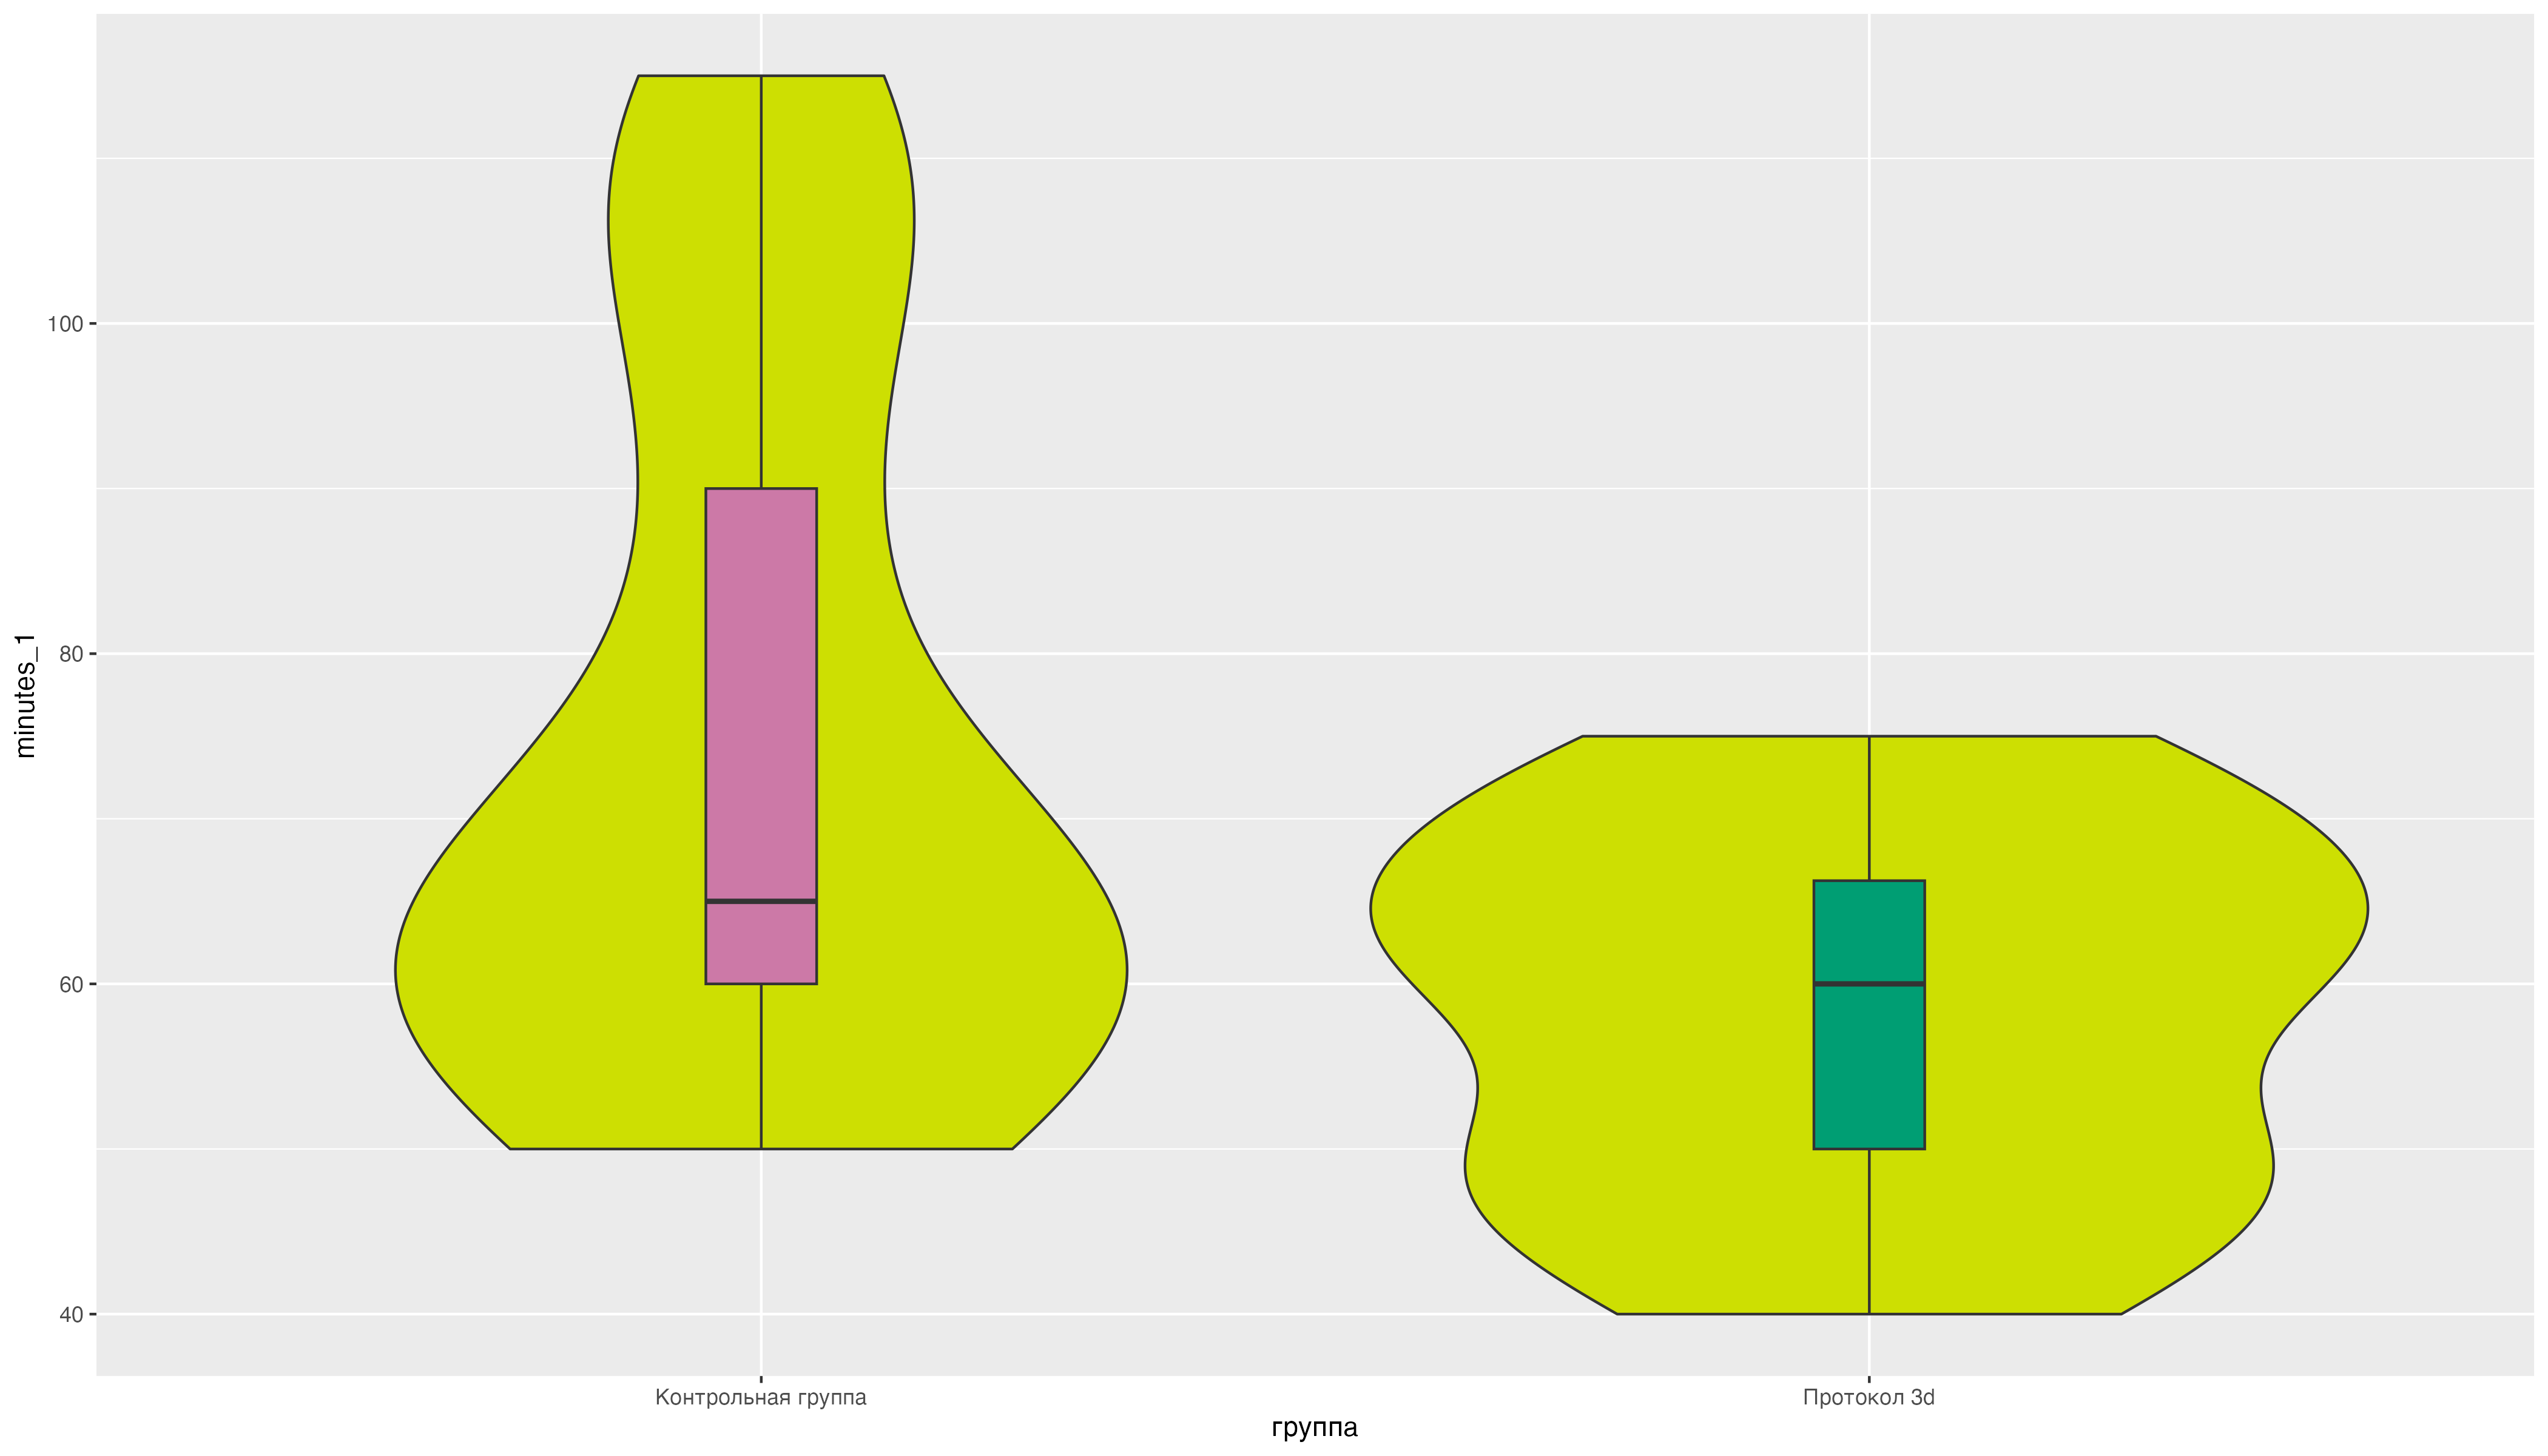 minutes_1
100
80
60
40
Контрольная группа
Протокол 3d
группа